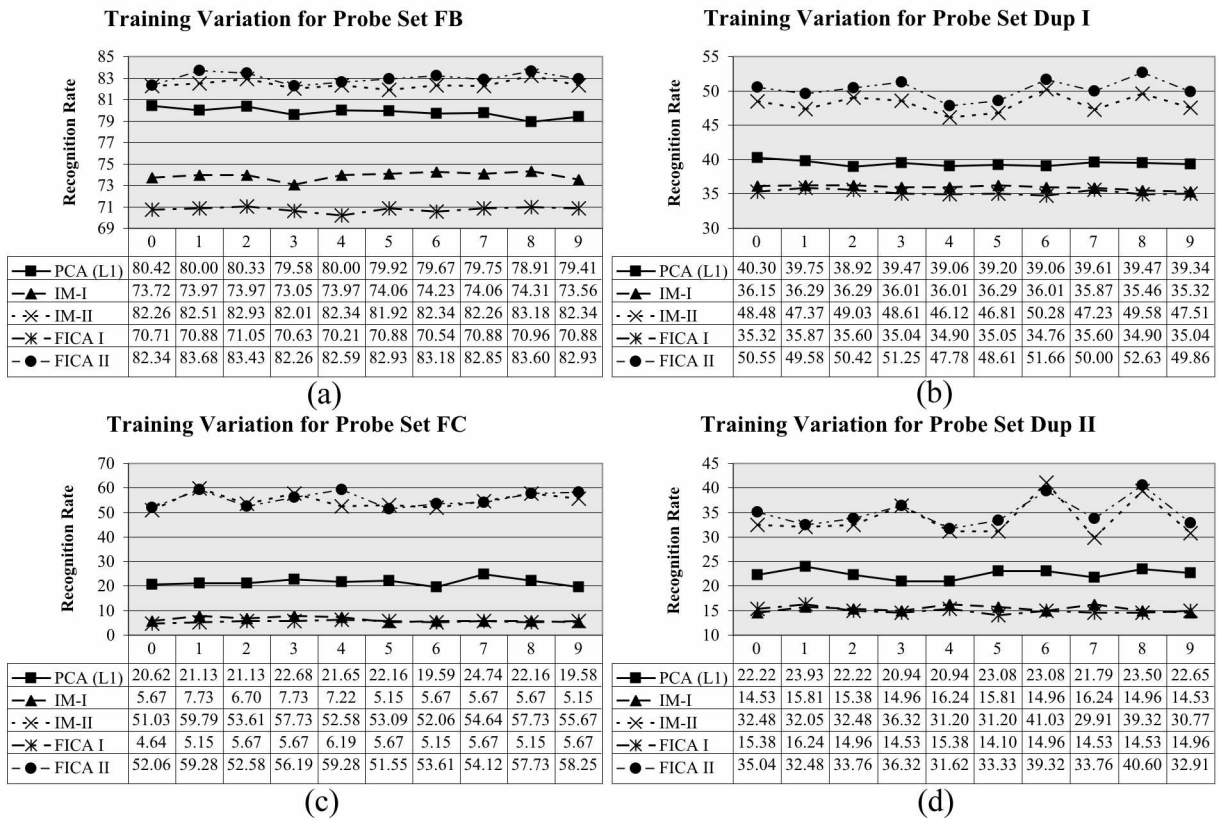 Training Variation for Probe Set FB
Recognition Rate
85
83
81
79
77
75
73
71
69
0 1 2 3 4 5 6 7 8 9
PCA (L1) 80.42 80.00 80.33 79.58 80.00 79.92 79.67 79.75 78.91 79.41
IM-I 73.72 73.97 73.97 73.05 73.97 74.06 74.23 74.06 74.31 73.56
IM-II 82.26 82.51 82.93 82.01 82.34 81.92 82.34 82.26 83.18 82.34
FICA I 70.71 70.88 71.05 70.63 70.21 70.88 70.54 70.88 70.96 70.88
FICA II 82.34 83.68 83.43 82.26 82.59 82.93 83.18 82.85 83.60 82.93
(a)
Training Variation for Probe Set Dup I
Recognition Rate
55
50
45
40
35
30
0 1 2 3 4 5 6 7 8 9
PCA (L1) 40.30 39.75 38.92 39.47 39.06 39.20 39.06 39.61 39.47 39.34
IM-I 36.15 36.29 36.29 36.01 36.01 36.29 36.01 35.87 35.46 35.32
IM-II 48.48 47.37 49.03 48.61 46.12 46.81 50.28 47.23 49.58 47.51
FICA I 35.32 35.87 35.60 35.04 34.90 35.05 34.76 35.60 34.90 35.04
FICA II 50.55 49.58 50.42 51.25 47.78 48.61 51.66 50.00 52.63 49.86
(b)
Training Variation for Probe Set FC
Recognition Rate
70
60
50
40
30
20
10
0
0 1 2 3 4 5 6 7 8 9
PCA (L1) 20.62 21.13 21.13 22.68 21.65 22.16 19.59 24.74 22.16 19.58
IM-I 5.67 7.73 6.70 7.73 7.22 5.15 5.67 5.67 5.67 5.15
IM-II 51.03 59.79 53.61 57.73 52.58 53.09 52.06 54.64 57.73 55.67
FICA I 4.64 5.15 5.67 5.67 6.19 5.67 5.15 5.67 5.15 5.67
FICA II 52.06 59.28 52.58 56.19 59.28 51.55 53.61 54.12 57.73 58.25
(c)
Training Variation for Probe Set Dup II
Recognition Rate
45
40
35
30
25
20
15
10
0 1 2 3 4 5 6 7 8 9
PCA (L1) 22.22 23.93 22.22 20.94 20.94 23.08 23.08 21.79 23.50 22.65
IM-I 14.53 15.81 15.38 14.96 16.24 15.81 14.96 16.24 14.96 14.53
IM-II 32.48 32.05 32.48 36.32 31.20 31.20 41.03 29.91 39.32 30.77
FICA I 15.38 16.24 14.96 14.53 15.38 14.10 14.96 14.53 14.53 14.96
FICA II 35.04 32.48 33.76 36.32 31.62 33.33 39.32 33.76 40.60 32.91
(d)